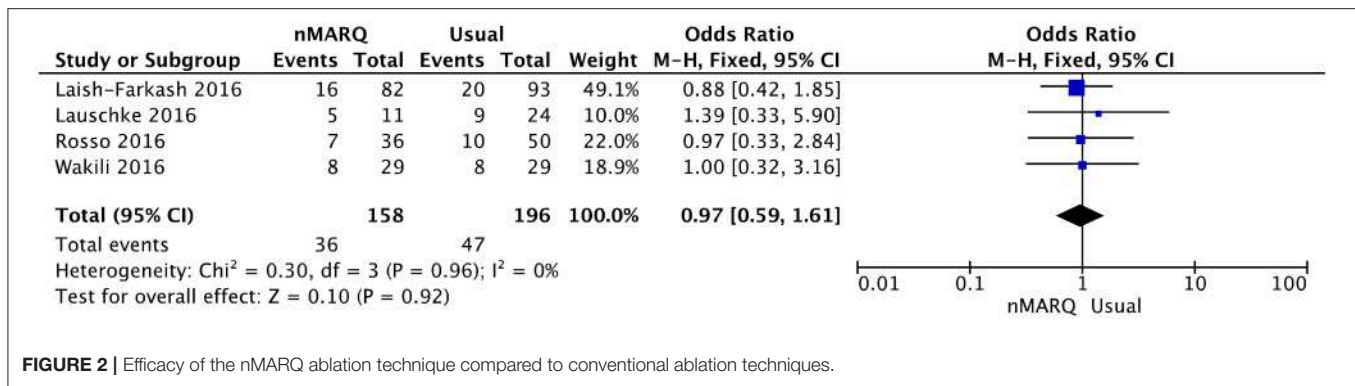 nMARQ Usual Odds Ratio Odds Ratio
Study or Subgroup Events Total Events Total Weight M-H, Fixed, 95% CI M-H, Fixed, 95% CI
Laish-Farkash 2016 16 82 20 93 49.1% 0.88 [0.42, 1.85]
Lauschke 2016 5 11 9 24 10.0% 1.39 [0.33, 5.90]
Rosso 2016 7 36 10 50 22.0% 0.97 [0.33, 2.84]
Wakili 2016 8 29 8 29 18.9% 1.00 [0.32, 3.16]
Total (95% CI) 158 196 100.0% 0.97 [0.59, 1.61]
Total events 36 47
Heterogeneity: Chi² = 0.30, df = 3 (P = 0.96); I² = 0%
Test for overall effect: Z = 0.10 (P = 0.92)
0.01 0.1 1 10 100
nMARQ Usual
FIGURE 2 | Efficacy of the nMARQ ablation technique compared to conventional ablation techniques.